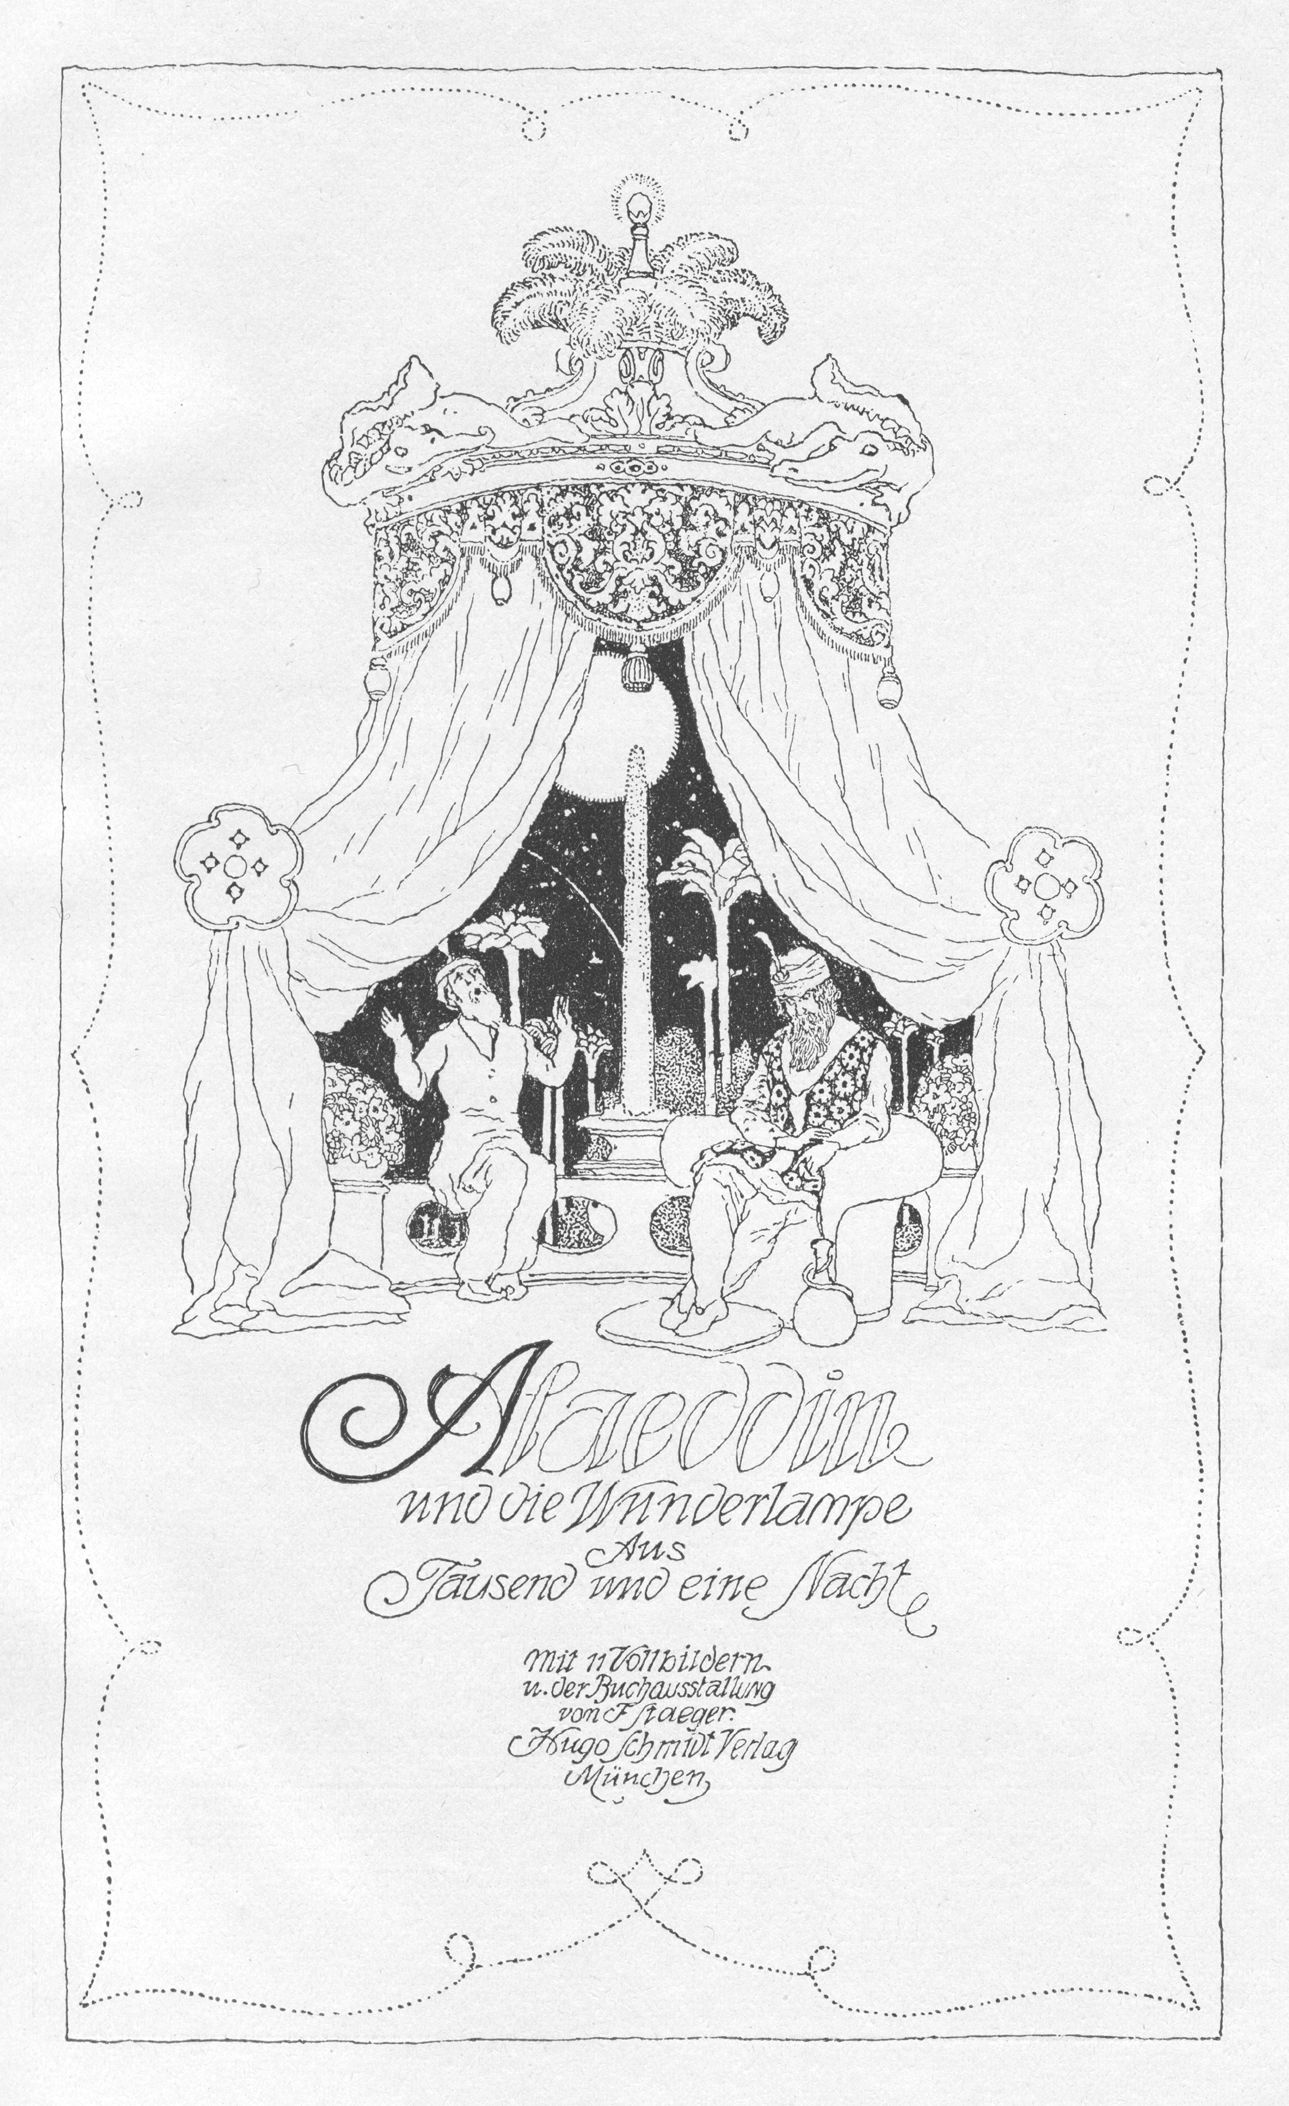 Alaeddin
und die Wunderlampe
Aus
Tausend und eine Nacht
Mit 11 Vollbildern
u. der Buchausstallung
von F Staeger.
Hugo Schmidt Verlag
München